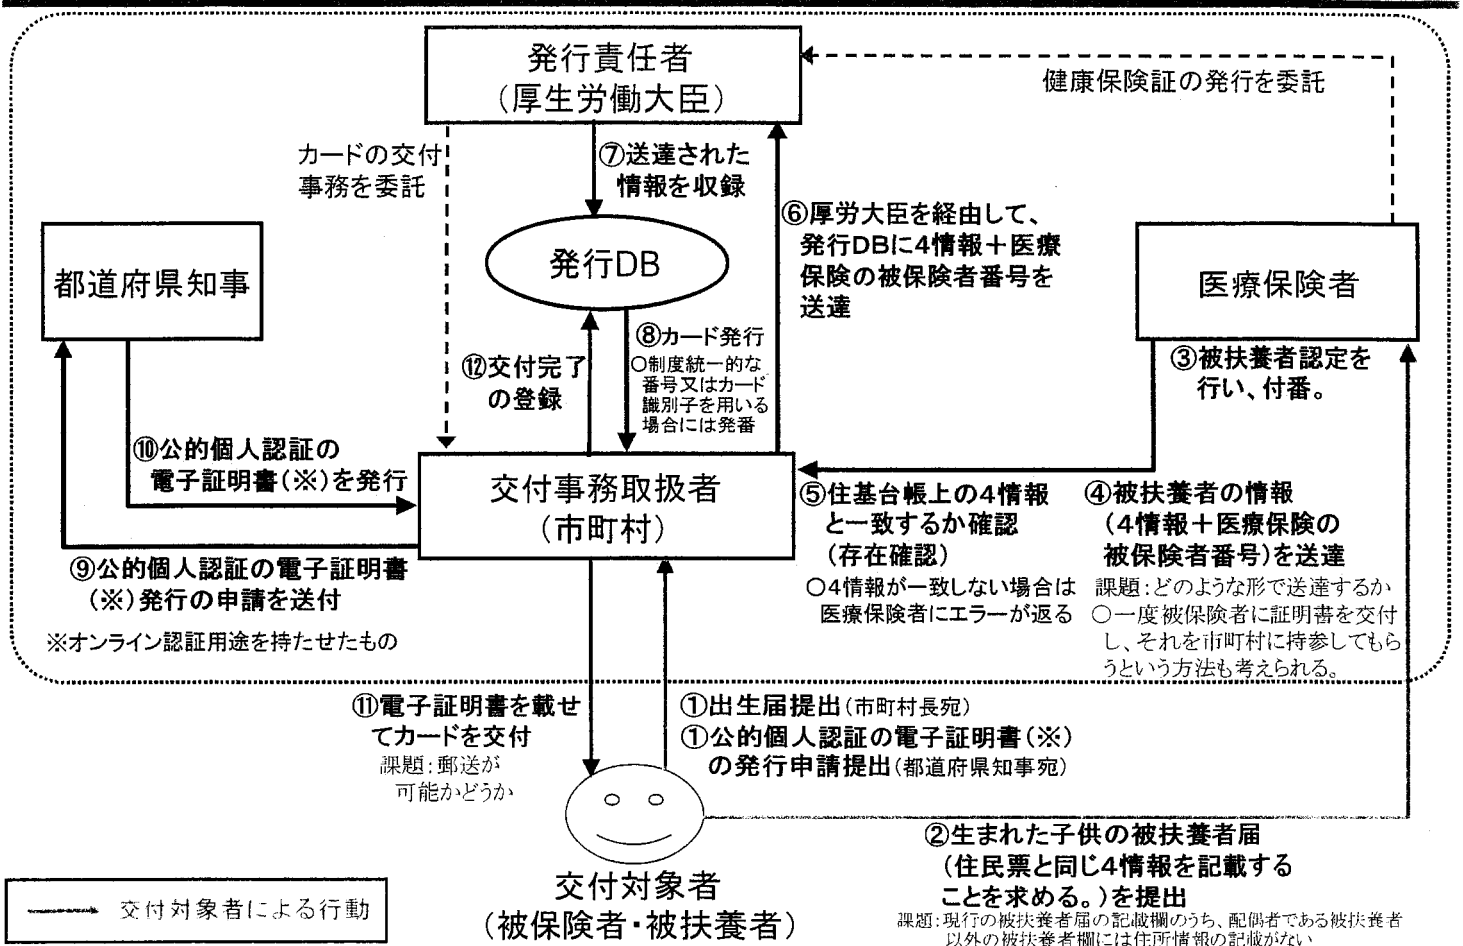 発行責任者
（厚生労働大臣）
健康保険証の発行を委託
カードの交付
事務を委託
⑦送達された
情報を収録
⑥厚労大臣を経由して、
発行DBに4情報＋医療
保険の被保険者番号を
送達
都道府県知事
発行DB
医療保険者
⑧カード発行
○制度統一的な
番号又はカード
識別子を用いる
場合には発番
⑫交付完了
の登録
③被扶養者認定を
行い、付番。
⑩公的個人認証の
電子証明書（※）を発行
交付事務取扱者
（市町村）
⑤住基台帳上の4情報
と一致するか確認
（存在確認）
○4情報が一致しない場合は
医療保険者にエラーが返る
④被扶養者の情報
（4情報＋医療保険の
被保険者番号）を送達
課題：どのような形で送達するか
○一度被保険者に証明書を交付
し、それを市町村に持参してもら
うという方法も考えられる。
⑨公的個人認証の電子証明書
（※）発行の申請を送付
※オンライン認証用途を持たせたもの
⑪電子証明書を載せ
てカードを交付
課題：郵送が
可能かどうか
①出生届提出（市町村長宛）
①公的個人認証の電子証明書（※）
の発行申請提出（都道府県知事宛）
②生まれた子供の被扶養者届
（住民票と同じ4情報を記載する
ことを求める。）を提出
課題：現行の被扶養者届の記載欄のうち、配偶者である被扶養者
以外の被扶養者欄には住所情報の記載がない
交付対象者
（被保険者・被扶養者）
交付対象者による行動